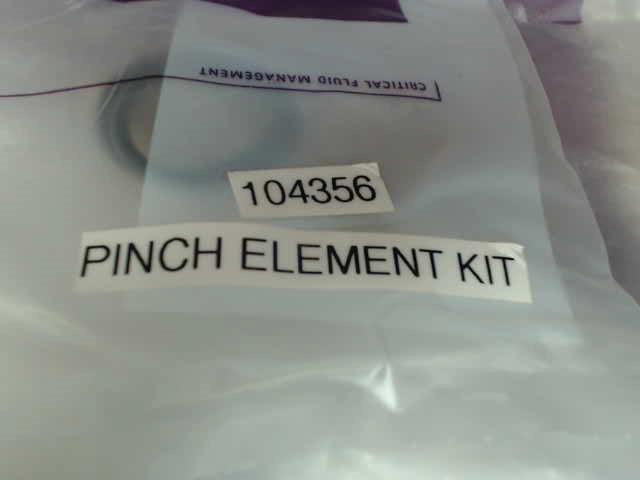 CRITICAL FLUID MANAGEMENT
104356
PINCH ELEMENT KIT